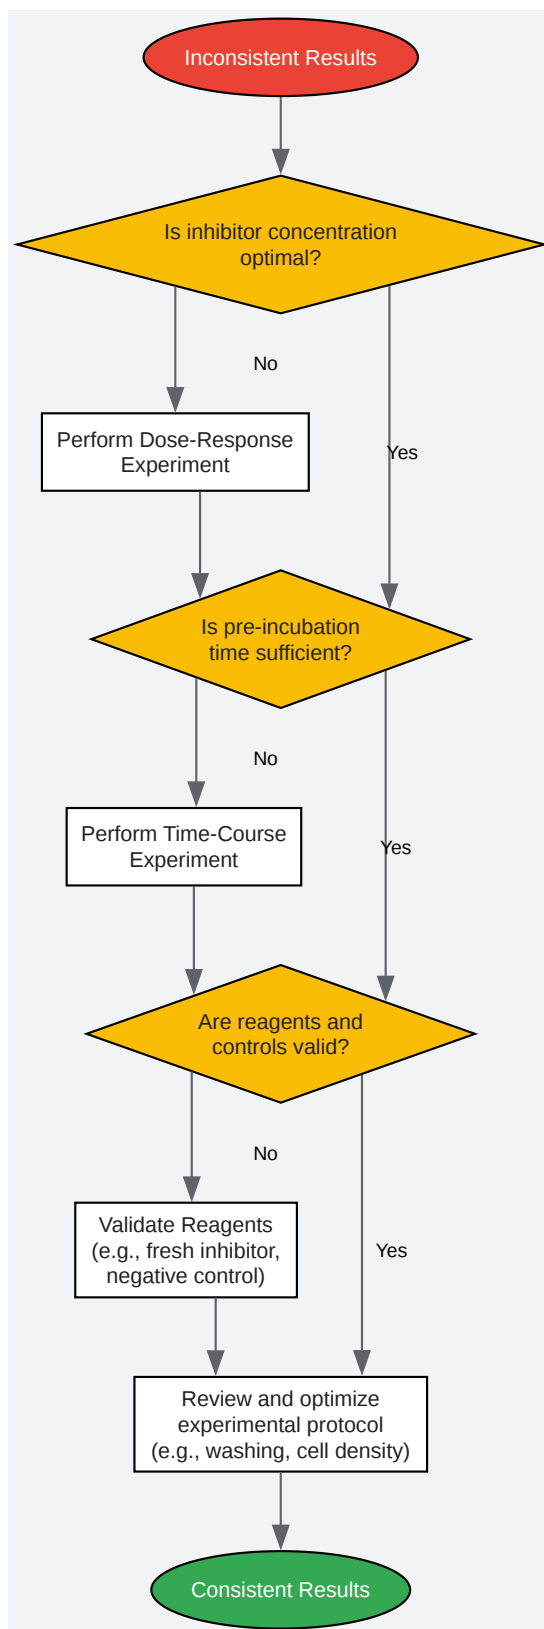 Inconsistent Results
Is inhibitor concentration
optimal?
No
Perform Dose-Response
Experiment
Yes
Is pre-incubation
time sufficient?
No
Perform Time-Course
Experiment
Yes
Are reagents and
controls valid?
No
Validate Reagents
(e.g., fresh inhibitor,
negative control)
Yes
Review and optimize
experimental protocol
(e.g., washing, cell density)
Consistent Results